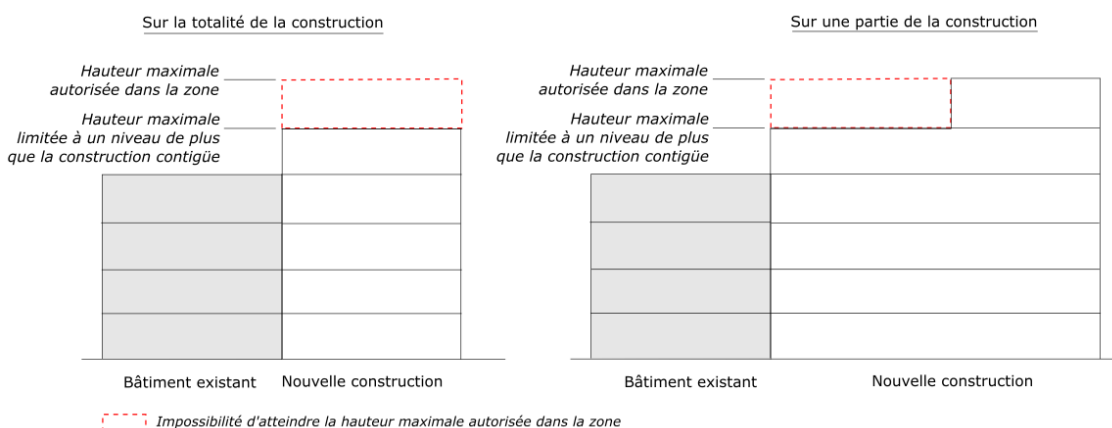 Sur la totalité de la construction
Hauteur maximale
autorisée dans la zone
Hauteur maximale
limitée à un niveau de plus
que la construction contigüe
Bâtiment existant
Nouvelle construction
Sur une partie de la construction
Hauteur maximale
autorisée dans la zone
Hauteur maximale
limitée à un niveau de plus
que la construction contigüe
Bâtiment existant
Nouvelle construction
Impossibilité d'atteindre la hauteur maximale autorisée dans la zone